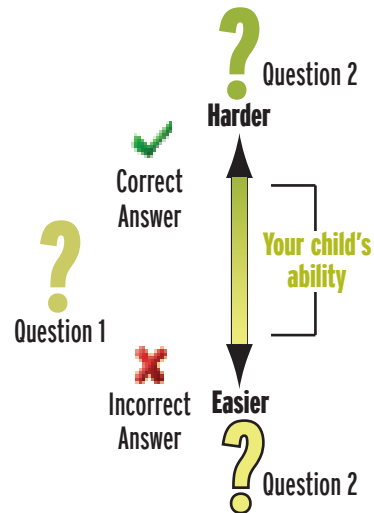 Question 2
Harder
Correct
Answer
Your child's
ability
Question 1
Incorrect
Answer
Easier
Question 2